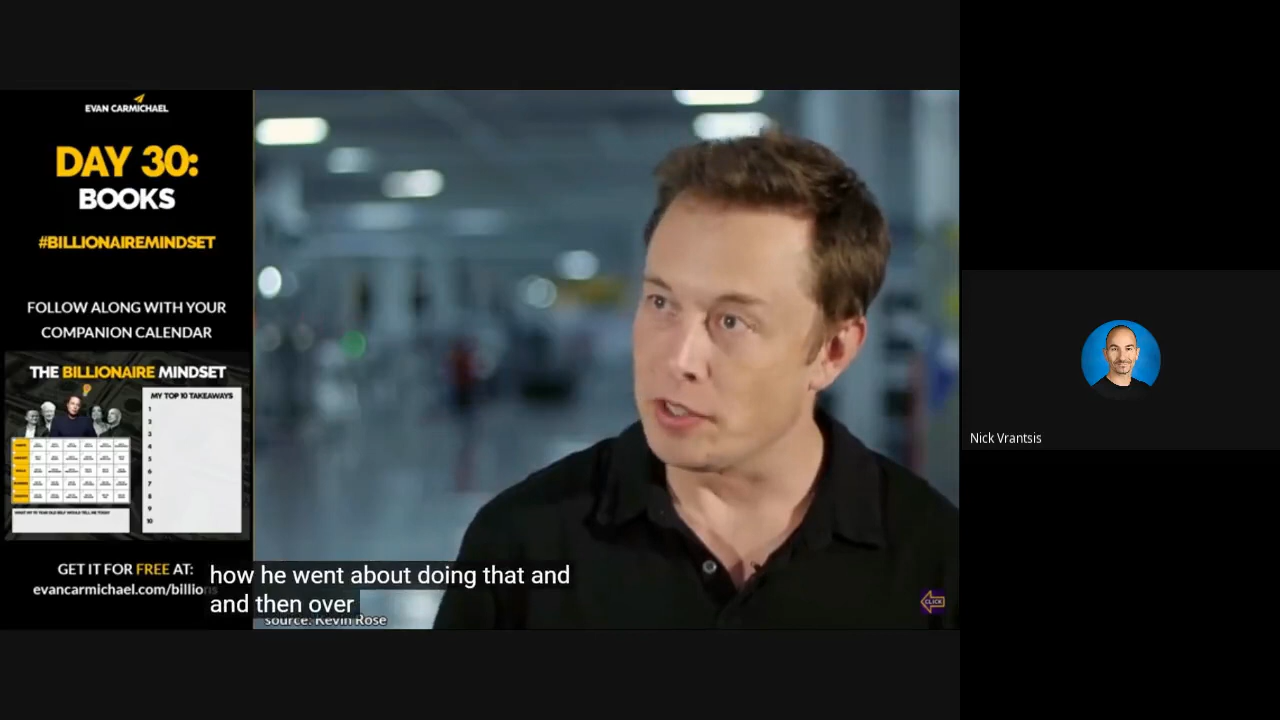 EVAN CARMICHAEL
DAY 30:
BOOKS
#BILLIONAIREMINDSET
FOLLOW ALONG WITH YOUR
COMPANION CALENDAR
THE BILLIONAIRE MINDSET
MY TOP 10 TAKEAWAYS
1
2
3
4
5
6
7
8
9
10
GET IT FOR FREE AT:
evancarmichael.com/billions
how he went about doing that and
and then over
source: Kevin Rose
CLICK
Nick Vrantsis